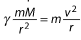 γ mM/r² = m v²/r